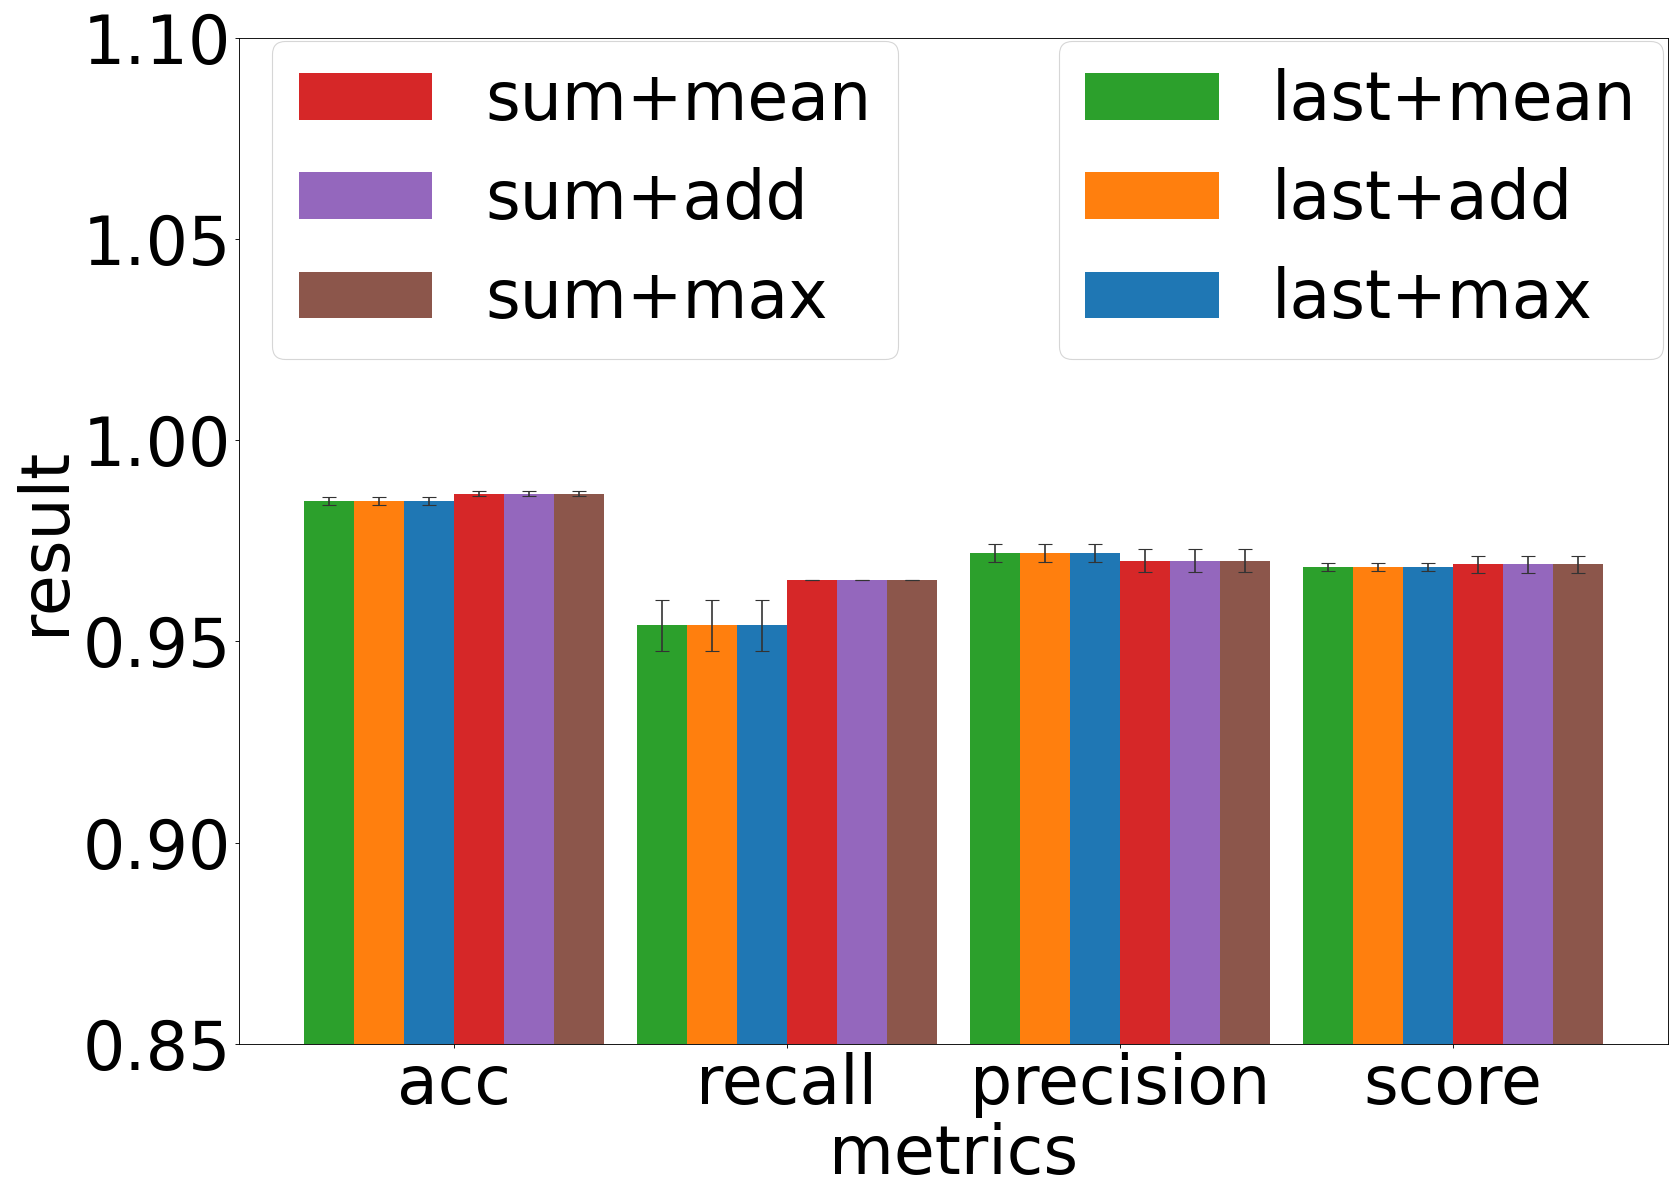 result
1.10
1.05
1.00
0.95
0.90
0.85
sum+mean
sum+add
sum+max
last+mean
last+add
last+max
acc recall precision score
metrics